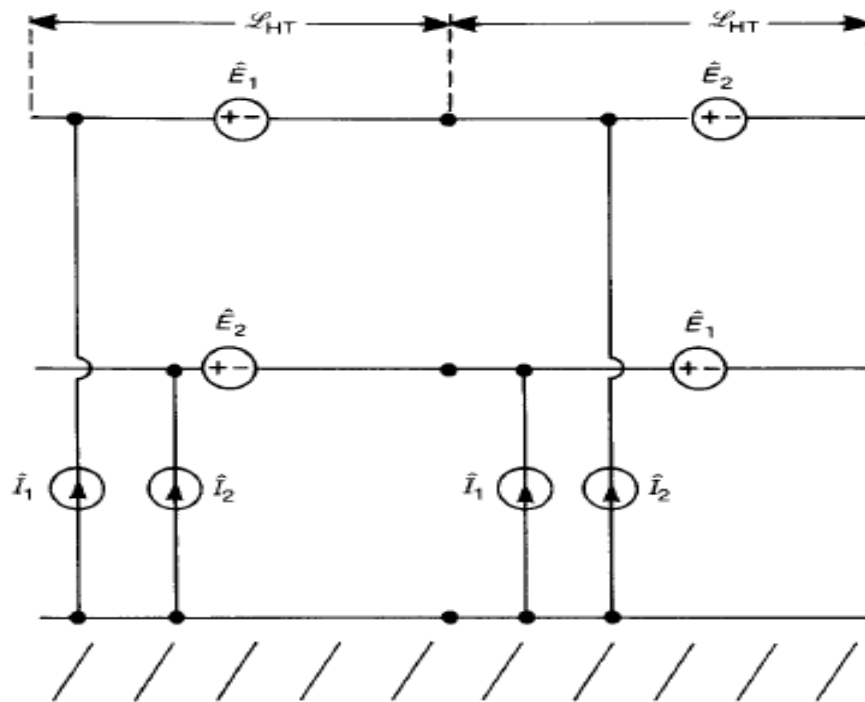 ℒHT ℒHT
Ê1 Ê2
+ - + -
Ê2 Ê1
+ - + -
Î1 Î2 Î1 Î2